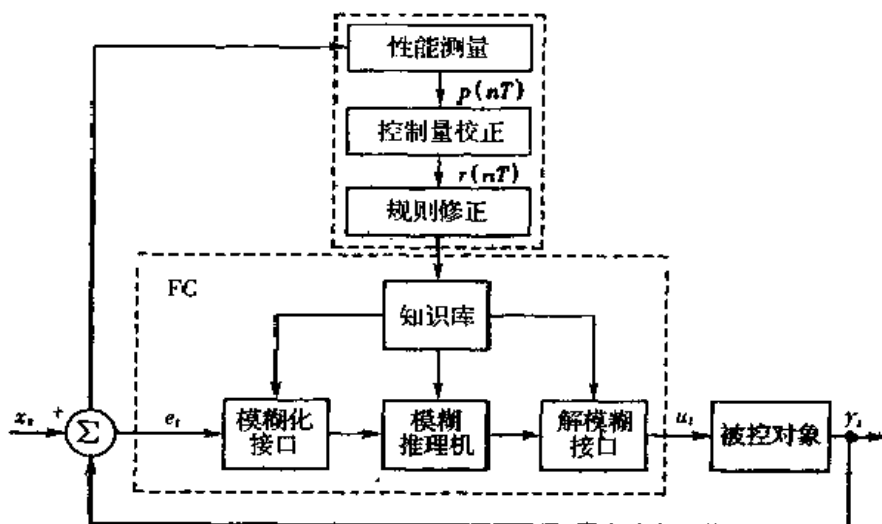 性能测量
p(nT)
控制量校正
r(nT)
规则修正
FC
知识库
+
e_t
模糊化
接口
模糊
推理机
解模糊
接口
u_t
被控对象
Σ